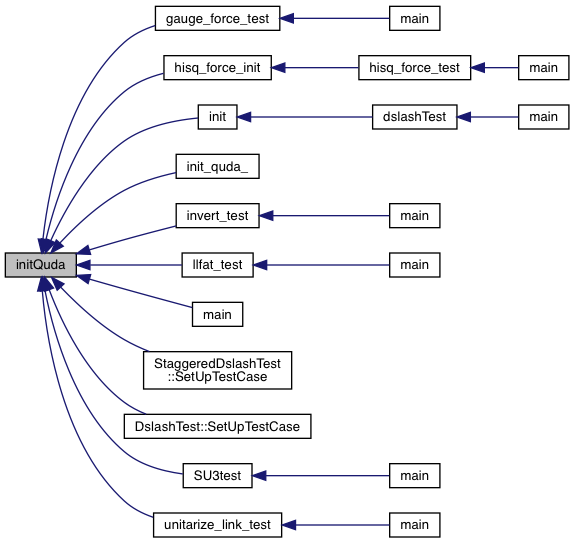 gauge_force_test
main
hisq_force_init
hisq_force_test
main
init
dslashTest
main
init_quda_
invert_test
main
initQuda
llfat_test
main
main
StaggeredDslashTest
::SetUpTestCase
DslashTest::SetUpTestCase
SU3test
main
unitarize_link_test
main